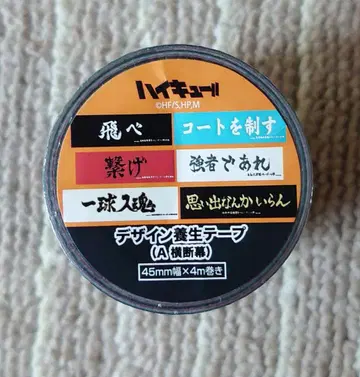 ハイキュー!!
©HF/S,HP,M
飛べ
コートを制す
繋げ
強者であれ
一球入魂
思い出なんかいらん
デザイン養生テープ
(A 横断幕)
45mm幅×4m巻き